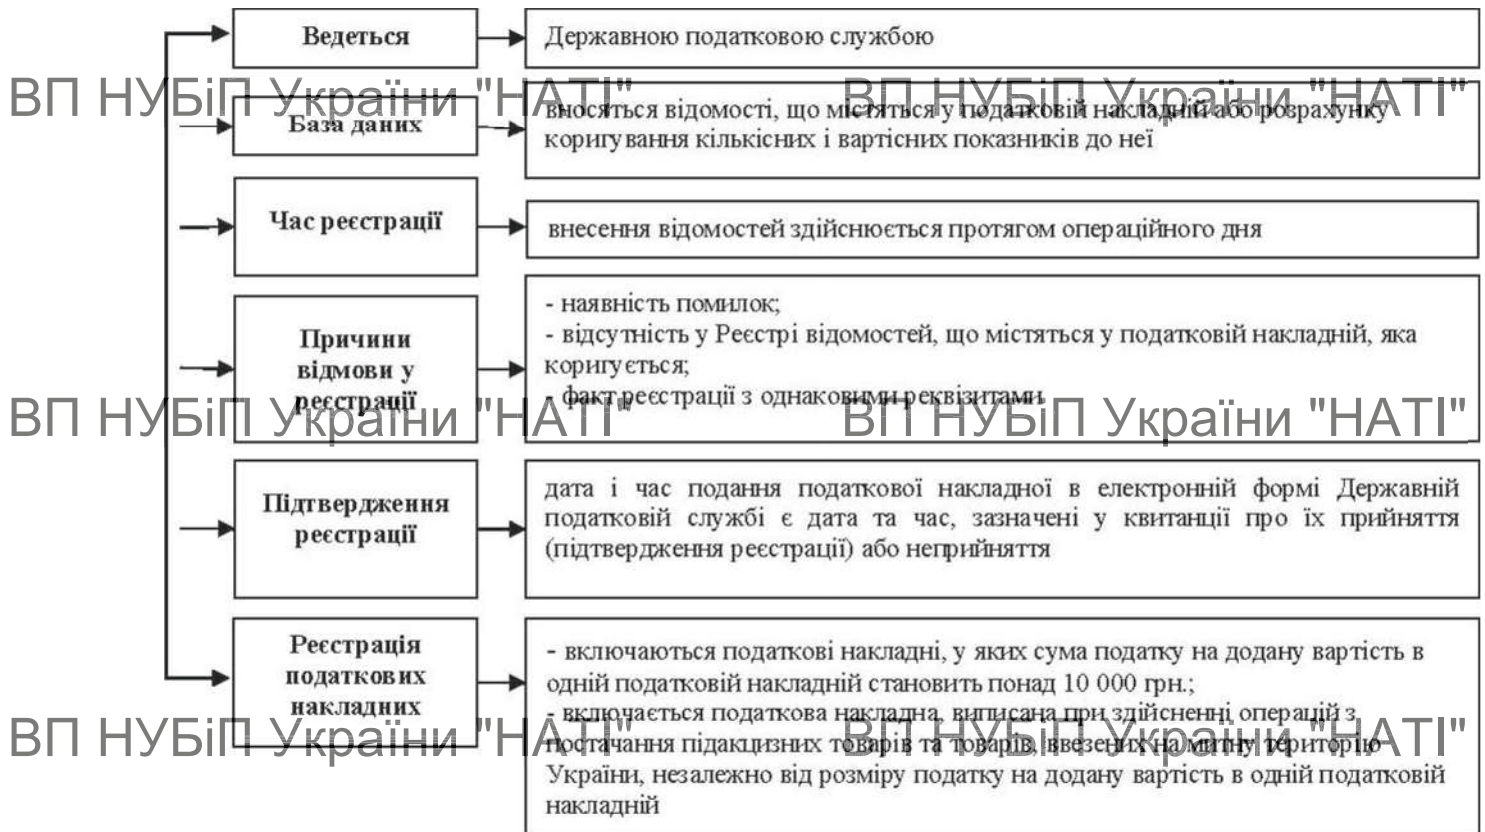 Ведеться
Державною податковою службою
ВП НУБіП України "НАТІ"
ВП НУБіП України "НАТІ"
База даних
вносяться відомості, що містяться у податковій накладній або розрахунку
коригування кількісних і вартісних показників до неї
Час реєстрації
внесення відомостей здійснюється протягом операційного дня
Причини
відмови у
реєстрації
- наявність помилок;
- відсутність у Реєстрі відомостей, що містяться у податковій накладній, яка
коригується;
- факт реєстрації з однаковими реквізитами
ВП НУБіП України "НАТІ"
ВП НУБіП України "НАТІ"
Підтвердження
реєстрації
дата і час подання податкової накладної в електронній формі Державній
податковій службі є дата та час, зазначені у квитанції про їх прийняття
(підтвердження реєстрації) або неприйняття
Реєстрація
податкових
накладних
- включаються податкові накладні, у яких сума податку на додану вартість в
одній податковій накладній становить понад 10 000 грн.;
- включається податкова накладна, виписана при здійсненні операцій з
постачання підакцизних товарів та товарів, ввезених на митну територію
України, незалежно від розміру податку на додану вартість в одній податковій
накладній
ВП НУБіП України "НАТІ"
ВП НУБіП України "НАТІ"